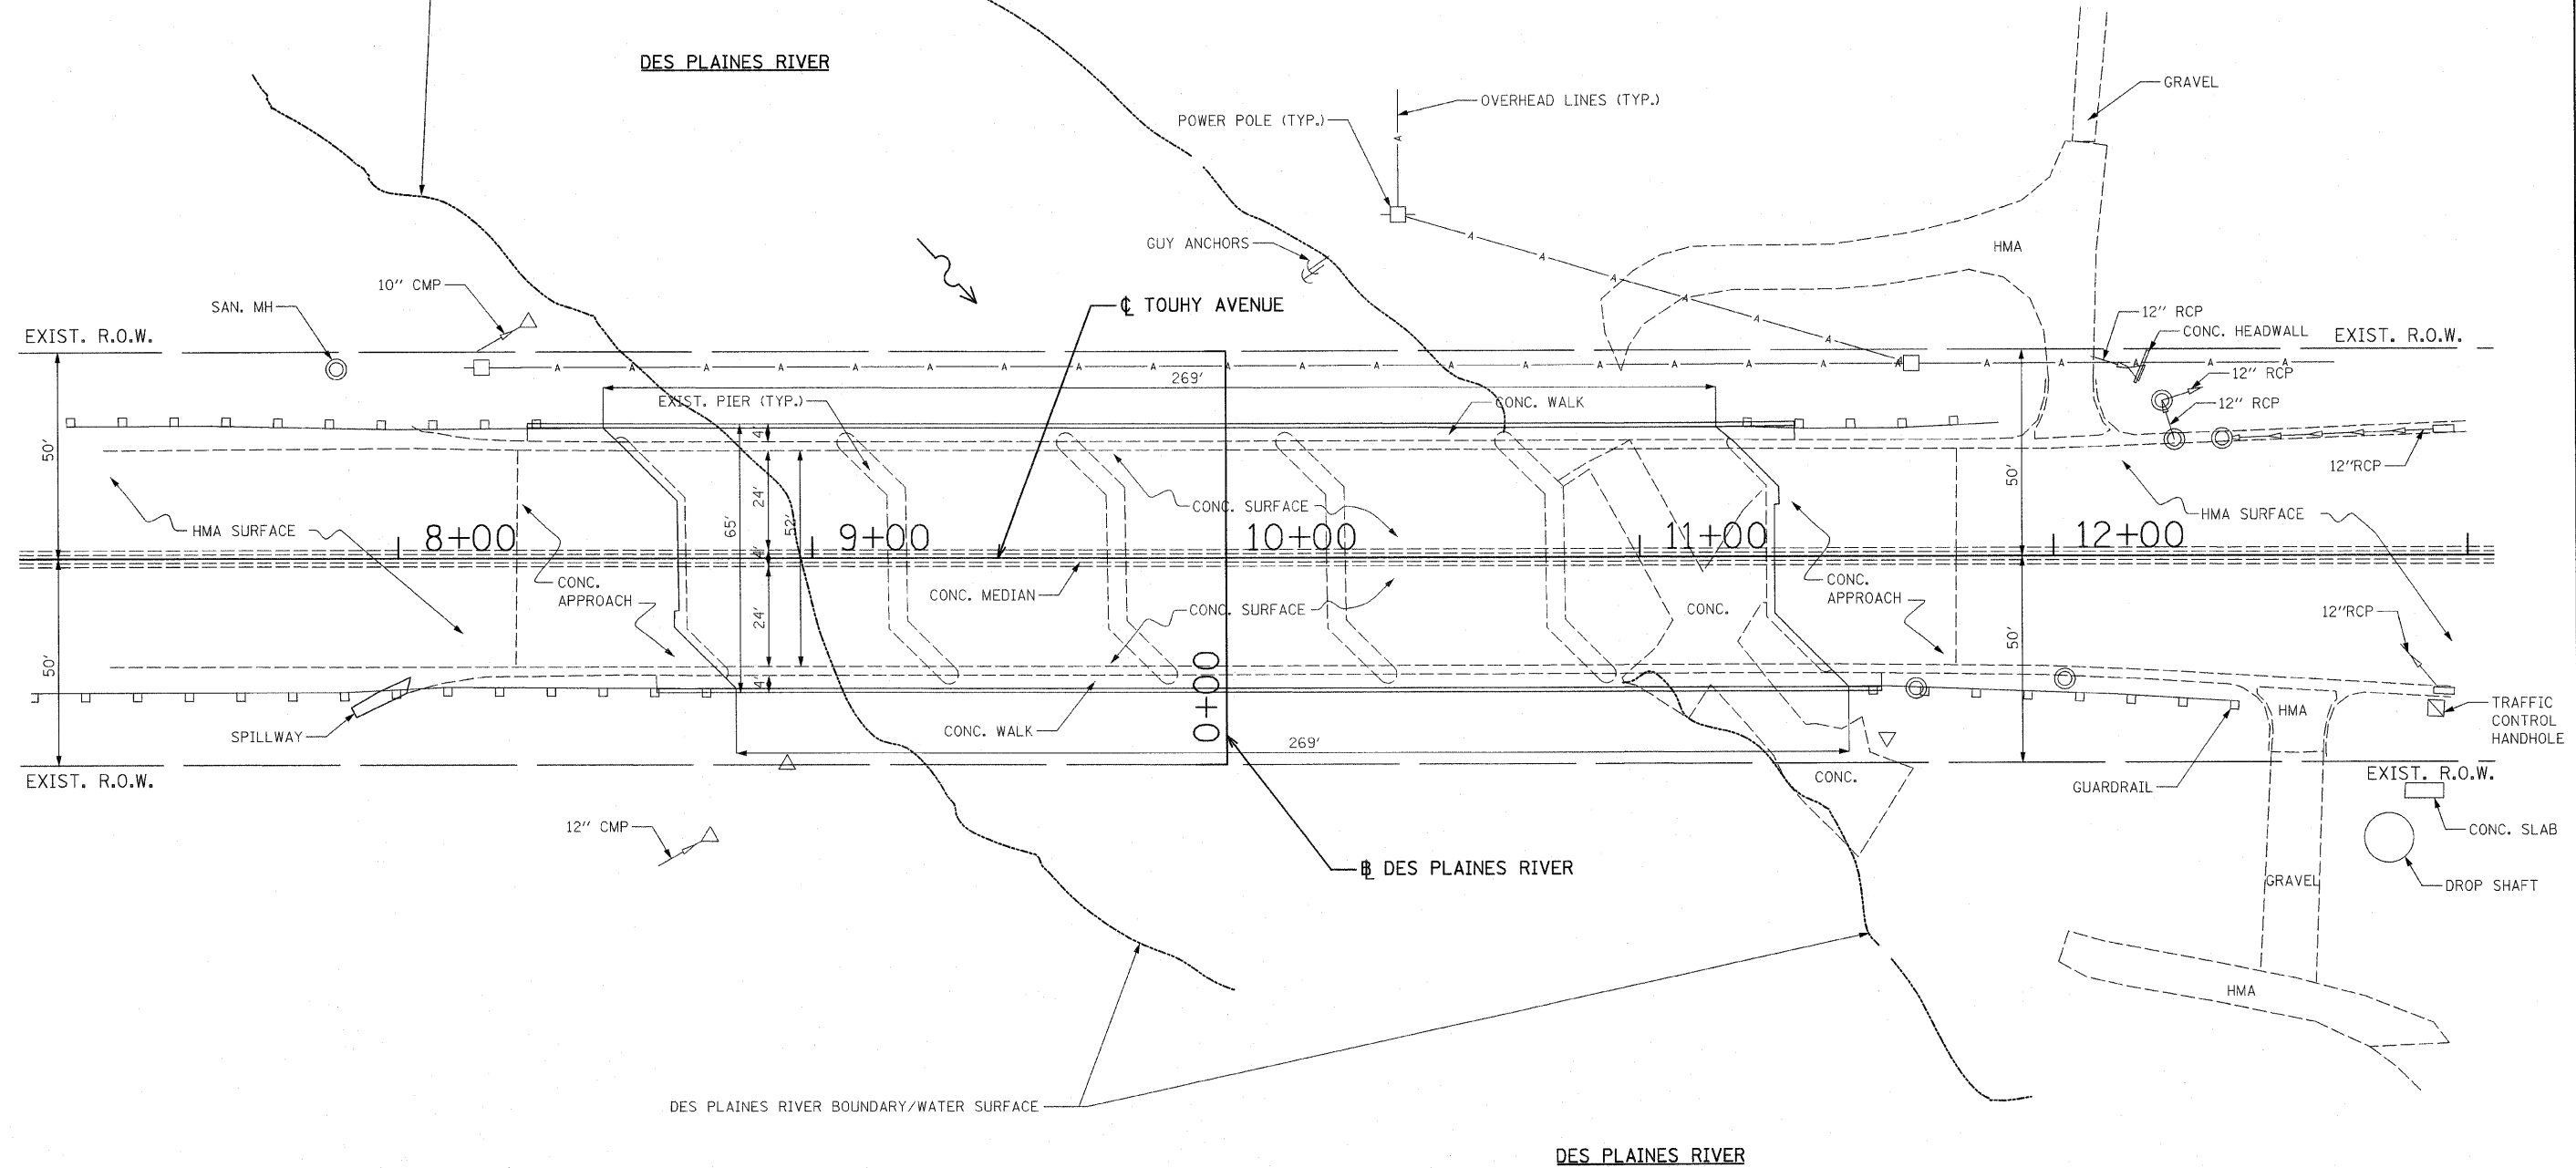 DES PLAINES RIVER
GRAVEL
OVERHEAD LINES (TYP.)
POWER POLE (TYP.)
A
GUY ANCHORS
A
A
A
A
A
A
HMA
10" CMP
SAN. MH
℄ TOUHY AVENUE
12" RCP
CONC. HEADWALL
EXIST. R.O.W.
EXIST. R.O.W.
A A A A A A A A A A A A A A A A A A A A A A A A
269'
12" RCP
EXIST. PIER (TYP.)
CONC. WALK
12" RCP
4'
50'
50'
12"RCP
24'
65'
52'
CONC. SURFACE
HMA SURFACE
HMA SURFACE
8+00
9+00
10+00
11+00
12+00
4'
CONC.
APPROACH
CONC. MEDIAN
CONC. SURFACE
CONC.
CONC.
APPROACH
12"RCP
24'
50'
50'
4'
0+00
SPILLWAY
CONC. WALK
269'
HMA
TRAFFIC
CONTROL
HANDHOLE
EXIST. R.O.W.
CONC.
GUARDRAIL
EXIST. R.O.W.
12" CMP
CONC. SLAB
BL DES PLAINES RIVER
GRAVEL
DROP SHAFT
HMA
DES PLAINES RIVER BOUNDARY/WATER SURFACE
DES PLAINES RIVER